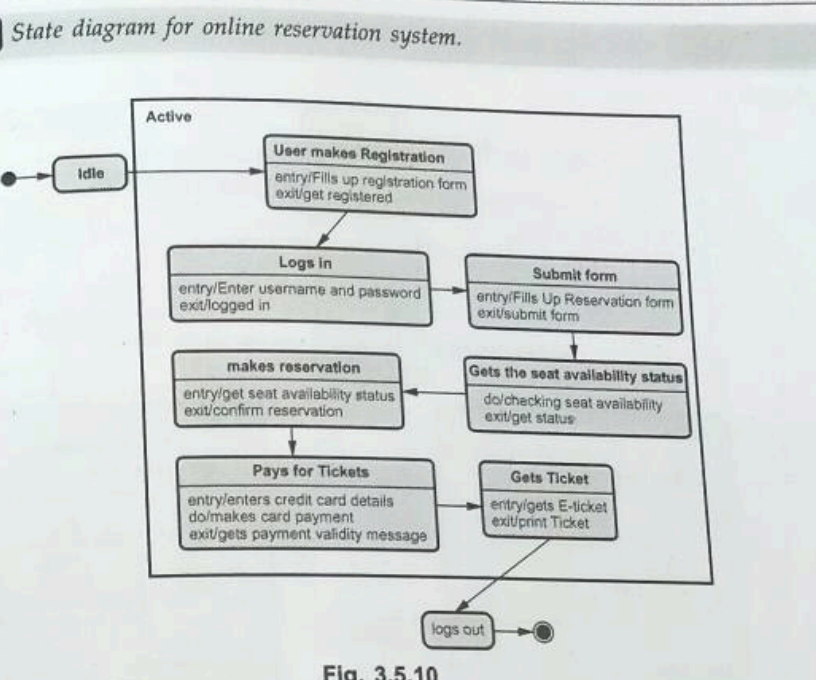 State diagram for online reservation system.
Active
Idle
User makes Registration
entry/Fills up registration form
exit/get registered
Logs in
entry/Enter username and password
exit/logged in
Submit form
entry/Fills Up Reservation form
exit/submit form
makes reservation
entry/get seat availability status
exit/confirm reservation
Gets the seat availability status
do/checking seat availability
exit/get status
Pays for Tickets
entry/enters credit card details
do/makes card payment
exit/gets payment validity message
Gets Ticket
entry/gets E-ticket
exit/print Ticket
logs out
Fig. 3.5.10